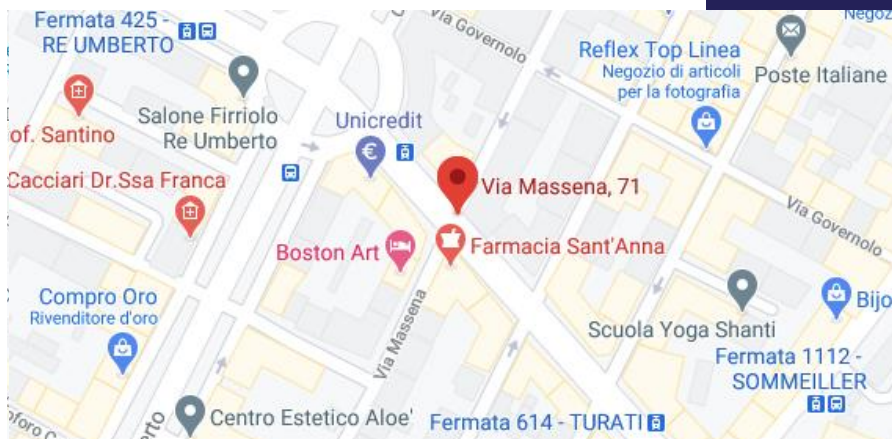 Fermata 425 -
RE UMBERTO
Via Governolo
Negoz
Reflex Top Linea
Negozio di articoli
per la fotografia
Poste Italiane
Salone Firriolo
Re Umberto
Unicredit
€
of. Santino
Cacciari Dr.Ssa Franca
Via Massena, 71
Via Governolo
Boston Art
Farmacia Sant'Anna
Compro Oro
Rivenditore d'oro
Via Massena
Scuola Yoga Shanti
Bijo
Fermata 1112 -
SOMMEILLER
Centro Estetico Aloe'
Fermata 614 - TURATI